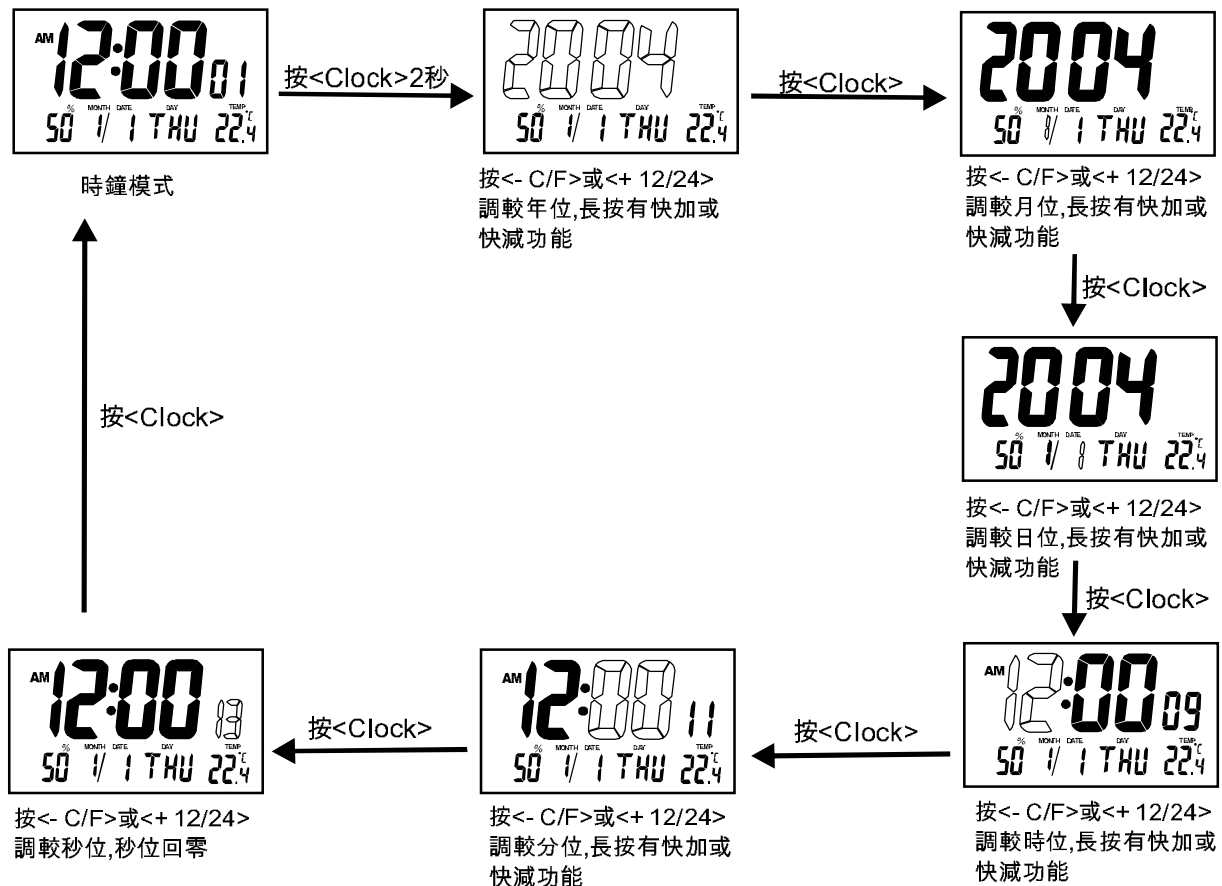 AM 12:00 01
% MONTH DATE DAY TEMP
50 1/ 1 THU 22.4 °C
時鐘模式
按<Clock>2秒
2004
% MONTH DATE DAY TEMP
50 1/ 1 THU 22.4 °C
按<- C/F>或<+ 12/24>
調較年位,長按有快加或
快減功能
按<Clock>
2004
% MONTH DATE DAY TEMP
50 / 1 THU 22.4 °C
按<- C/F>或<+ 12/24>
調較月位,長按有快加或
快減功能
按<Clock>
2004
% MONTH DATE DAY TEMP
50 1/ THU 22.4 °C
按<- C/F>或<+ 12/24>
調較日位,長按有快加或
快減功能
按<Clock>
AM 12:00 09
% MONTH DATE DAY TEMP
50 1/ 1 THU 22.4 °C
按<- C/F>或<+ 12/24>
調較時位,長按有快加或
快減功能
按<Clock>
AM 12:00 11
% MONTH DATE DAY TEMP
50 1/ 1 THU 22.4 °C
按<- C/F>或<+ 12/24>
調較分位,長按有快加或
快減功能
按<Clock>
AM 12:00 13
% MONTH DATE DAY TEMP
50 1/ 1 THU 22.4 °C
按<- C/F>或<+ 12/24>
調較秒位,秒位回零
按<Clock>